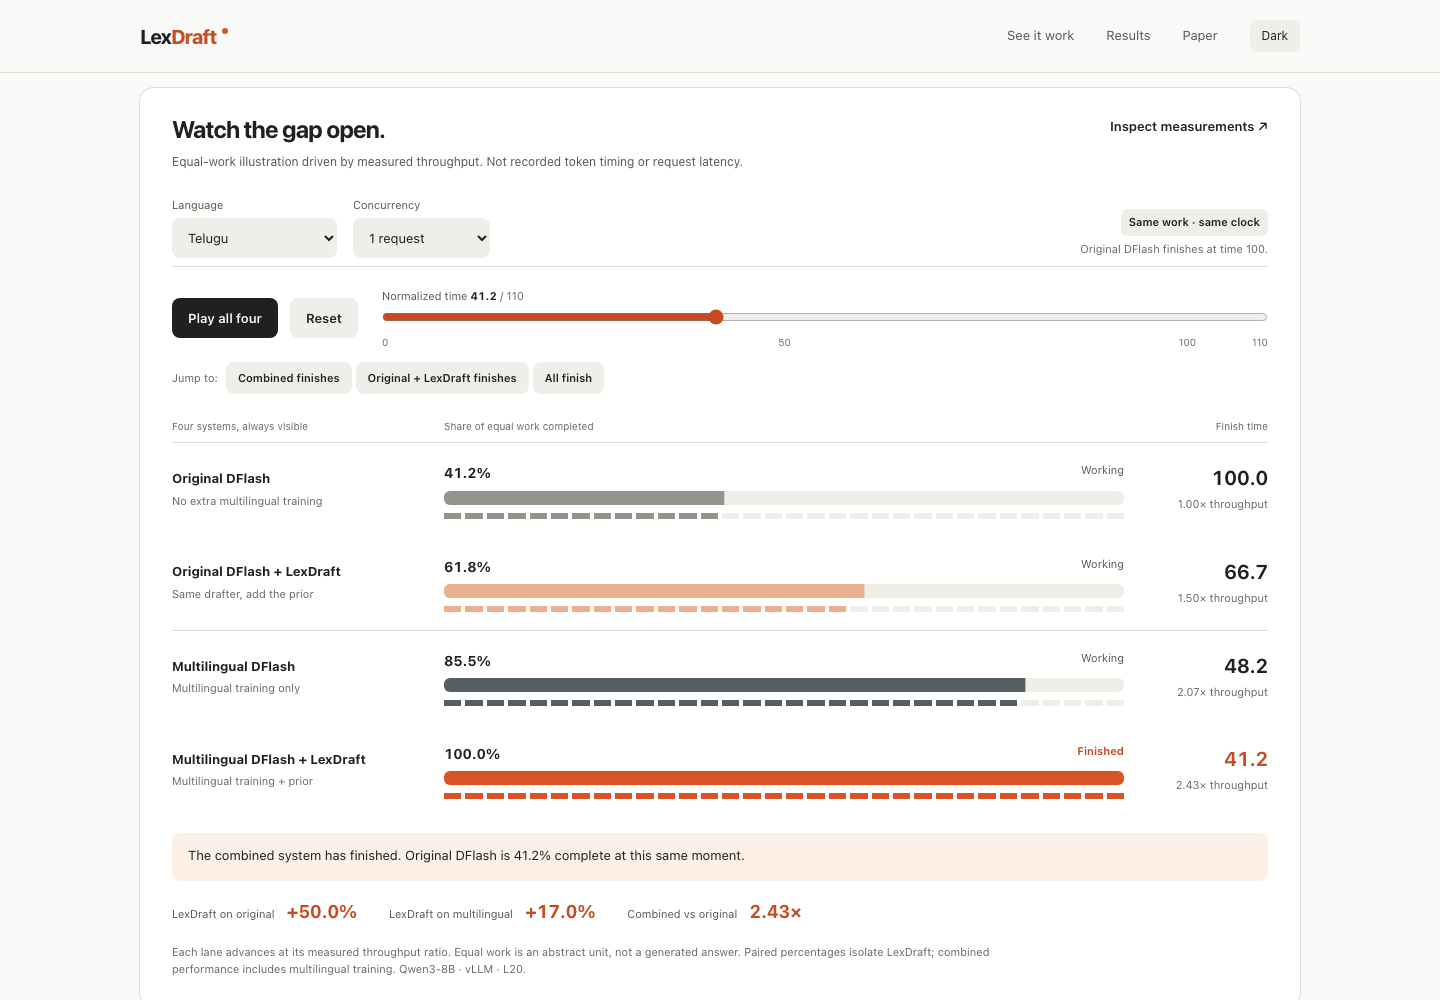 LexDraft
See it work
Results
Paper
Dark
Watch the gap open.
Inspect measurements ↗
Equal-work illustration driven by measured throughput. Not recorded token timing or request latency.
Language
Concurrency
Telugu
1 request
Same work · same clock
Original DFlash finishes at time 100.
Play all four
Reset
Normalized time 41.2 / 110
0
50
100
110
Jump to:
Combined finishes
Original + LexDraft finishes
All finish
Four systems, always visible
Share of equal work completed
Finish time
Original DFlash
No extra multilingual training
41.2%
Working
100.0
1.00× throughput
Original DFlash + LexDraft
Same drafter, add the prior
61.8%
Working
66.7
1.50× throughput
Multilingual DFlash
Multilingual training only
85.5%
Working
48.2
2.07× throughput
Multilingual DFlash + LexDraft
Multilingual training + prior
100.0%
Finished
41.2
2.43× throughput
The combined system has finished. Original DFlash is 41.2% complete at this same moment.
LexDraft on original +50.0%
LexDraft on multilingual +17.0%
Combined vs original 2.43×
Each lane advances at its measured throughput ratio. Equal work is an abstract unit, not a generated answer. Paired percentages isolate LexDraft; combined
performance includes multilingual training. Qwen3-8B · vLLM · L20.